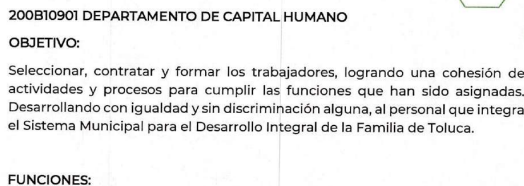 200B10901 DEPARTAMENTO DE CAPITAL HUMANO
OBJETIVO:
Seleccionar, contratar y formar los trabajadores, logrando una cohesión de
actividades y procesos para cumplir las funciones que han sido asignadas.
Desarrollando con igualdad y sin discriminación alguna, al personal que integra
el Sistema Municipal para el Desarrollo Integral de la Familia de Toluca.
FUNCIONES: